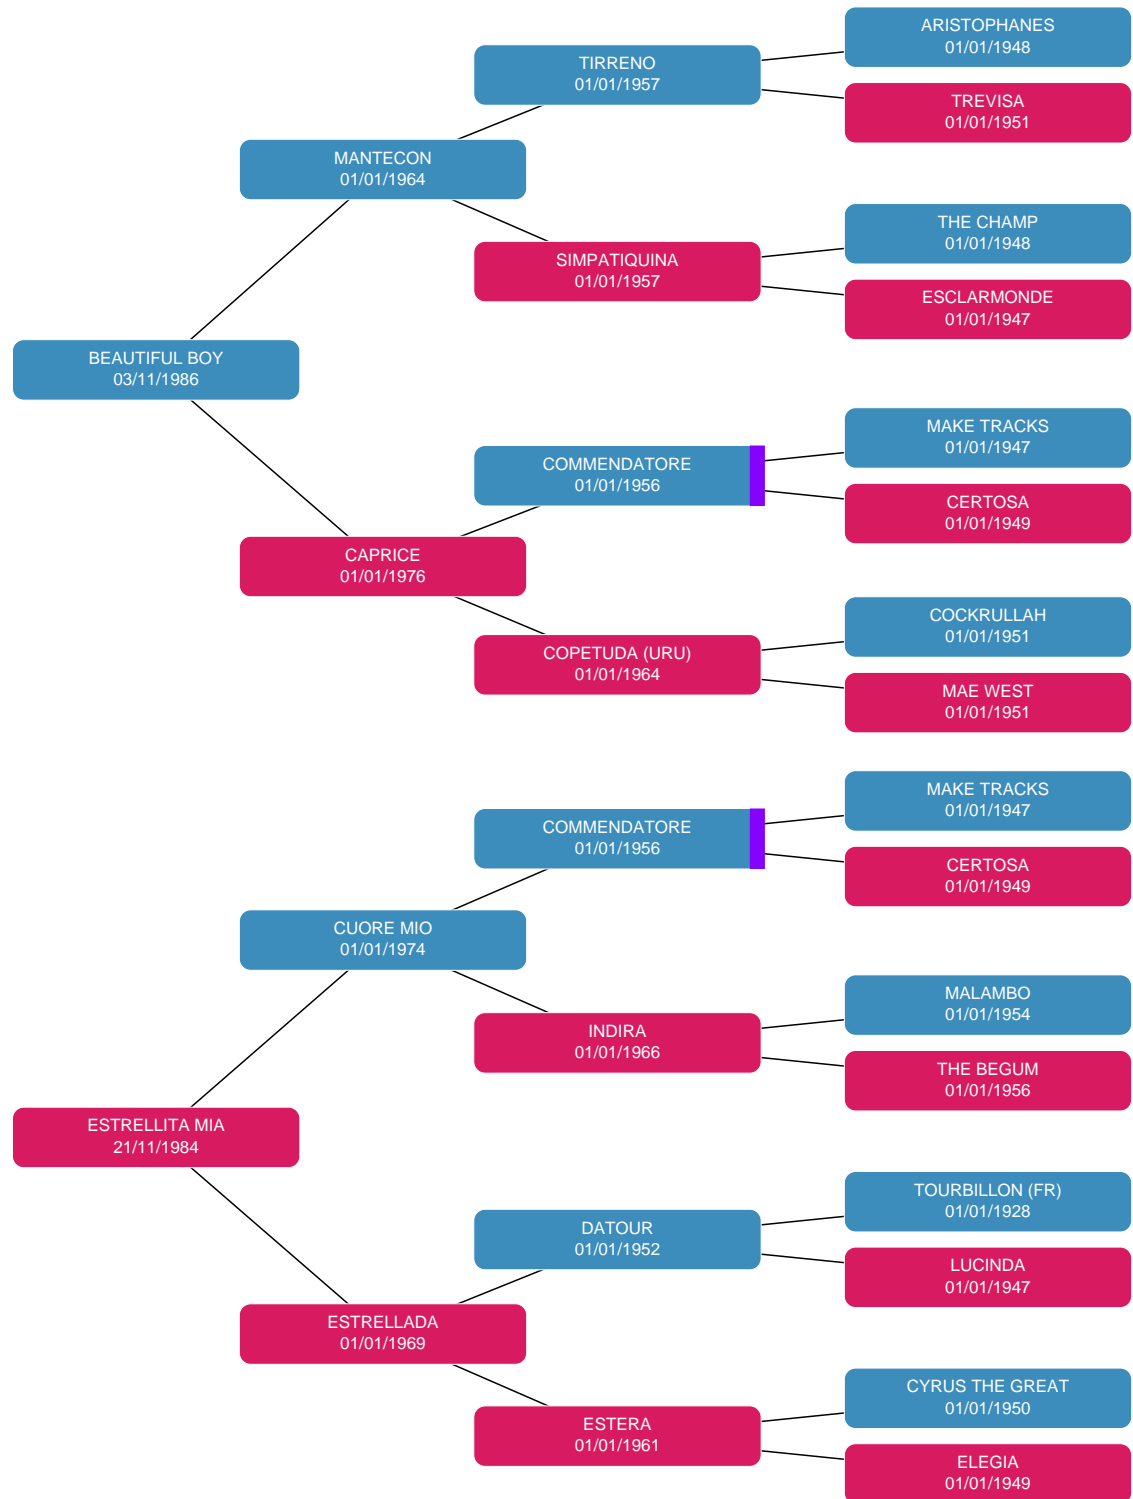 ARISTOPHANES
01/01/1948
TIRRENO
01/01/1957
TREVISA
01/01/1951
MANTECON
01/01/1964
THE CHAMP
01/01/1948
SIMPATIQUINA
01/01/1957
ESCLARMONDE
01/01/1947
BEAUTIFUL BOY
03/11/1986
MAKE TRACKS
01/01/1947
COMMENDATORE
01/01/1956
CERTOSA
01/01/1949
CAPRICE
01/01/1976
COCKRULLAH
01/01/1951
COPETUDA (URU)
01/01/1964
MAE WEST
01/01/1951
MAKE TRACKS
01/01/1947
COMMENDATORE
01/01/1956
CERTOSA
01/01/1949
CUORE MIO
01/01/1974
MALAMBO
01/01/1954
INDIRA
01/01/1966
THE BEGUM
01/01/1956
ESTRELLITA MIA
21/11/1984
TOURBILLON (FR)
01/01/1928
DATOUR
01/01/1952
LUCINDA
01/01/1947
ESTRELLADA
01/01/1969
CYRUS THE GREAT
01/01/1950
ESTERA
01/01/1961
ELEGIA
01/01/1949